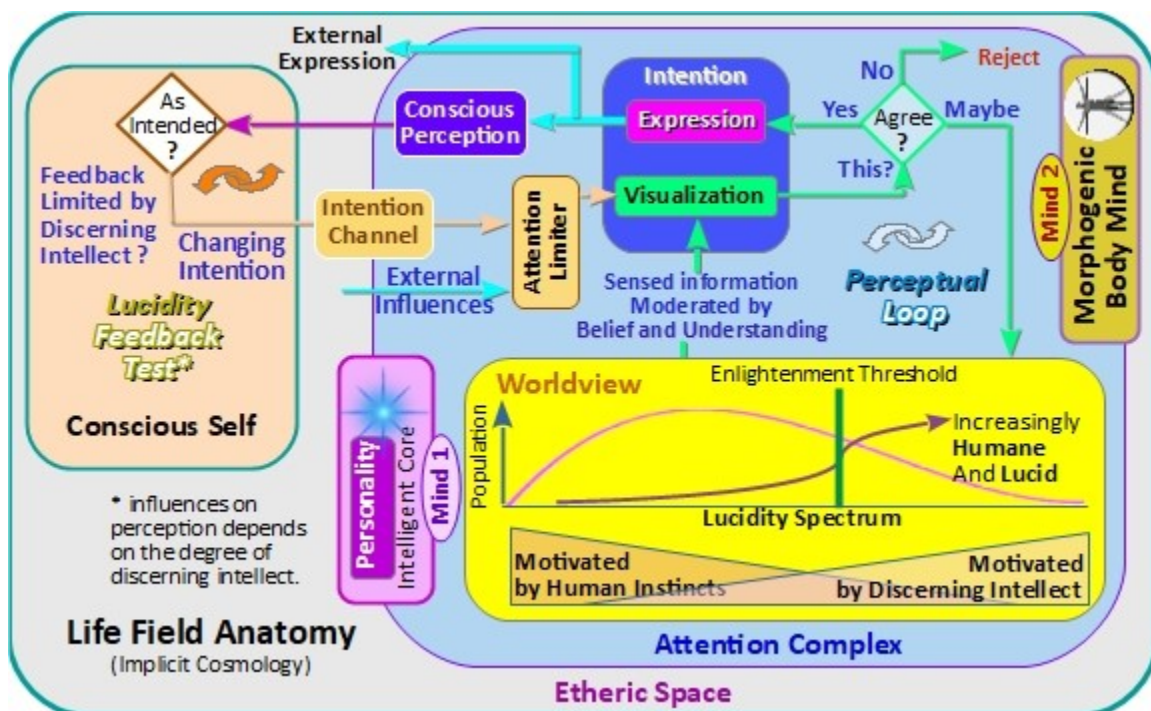 External
Expression
As
Intended
?
Feedback
Limited by
Discerning
Intellect ?
Changing
Intention
Lucidity
Feedback
Test*
Conscious Self
Conscious
Perception
Intention
Channel
External
Influences
Attention
Limiter
Intention
Expression
Visualization
No
Reject
Yes
Agree
?
Maybe
This?
Sensed information
Moderated by
Belief and Understanding
Perceptual
Loop
Mind 2
Morphogenic
Body Mind
Personality
Intelligent Core
Mind 1
Worldview
Enlightenment Threshold
Population
Increasingly
Humane
And Lucid
Lucidity Spectrum
Motivated
by Human Instincts
Motivated
by Discerning Intellect
* influences on
perception depends
on the degree of
discerning intellect.
Life Field Anatomy
(Implicit Cosmology)
Attention Complex
Etheric Space